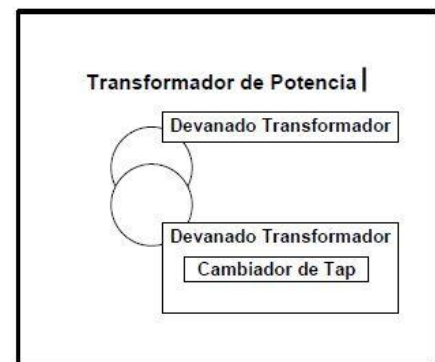 Transformador de Potencia
Devanado Transformador
Devanado Transformador
Cambiador de Tap